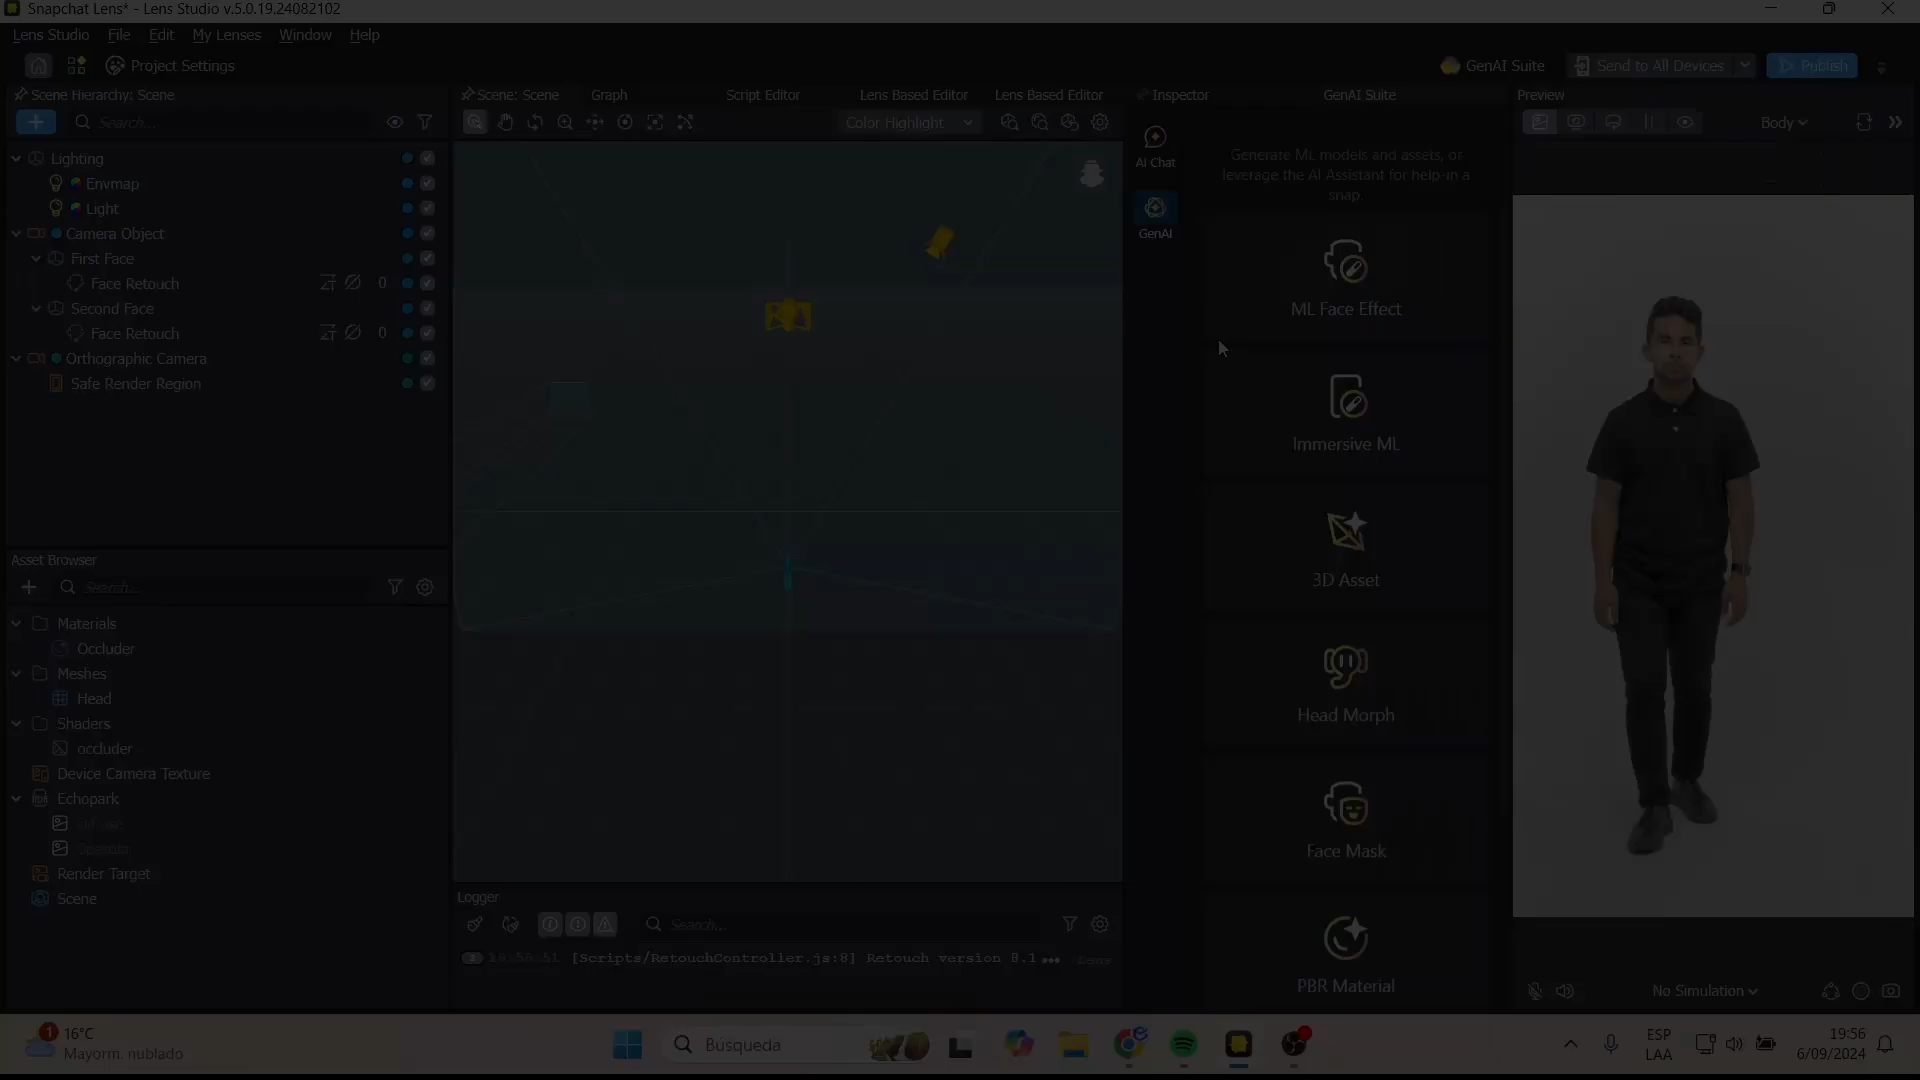 Snapchat Lens* - Lens Studio v.5.0.19.24082102
Lens Studio File Edit My Lenses Window Help
Project Settings
GenAI Suite Send to All Devices Publish
Scene Hierarchy: Scene
Scene: Scene Graph Script Editor Lens Based Editor Lens Based Editor
Inspector GenAI Suite
Preview
Search...
Color Highlight
Body
Lighting
Envmap
Light
Camera Object
First Face
Face Retouch 0
Second Face
Face Retouch 0
Orthographic Camera
Safe Render Region
AI Chat
GenAI
Generate ML models and assets, or
leverage the AI Assistant for help-in a
snap.
ML Face Effect
Immersive ML
3D Asset
Head Morph
Face Mask
PBR Material
Asset Browser
Search...
Materials
Occluder
Meshes
Head
Shaders
occluder
Device Camera Texture
Echopark
Render Target
Scene
Logger
Search...
2 [Scripts/RetouchController.js:8] Retouch version 8.1
No Simulation
1
16°C
Mayorm. nublado
Búsqueda
ESP
LAA
19:56
6/09/2024